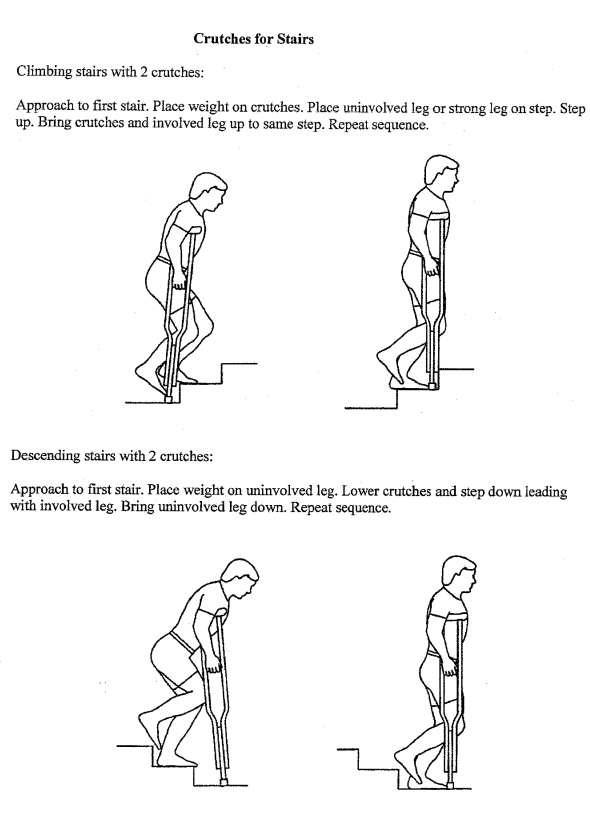 Crutches for Stairs
Climbing stairs with 2 crutches:
Approach to first stair. Place weight on crutches. Place uninvolved leg or strong leg on step. Step
up. Bring crutches and involved leg up to same step. Repeat sequence.
Descending stairs with 2 crutches:
Approach to first stair. Place weight on uninvolved leg. Lower crutches and step down leading
with involved leg. Bring uninvolved leg down. Repeat sequence.